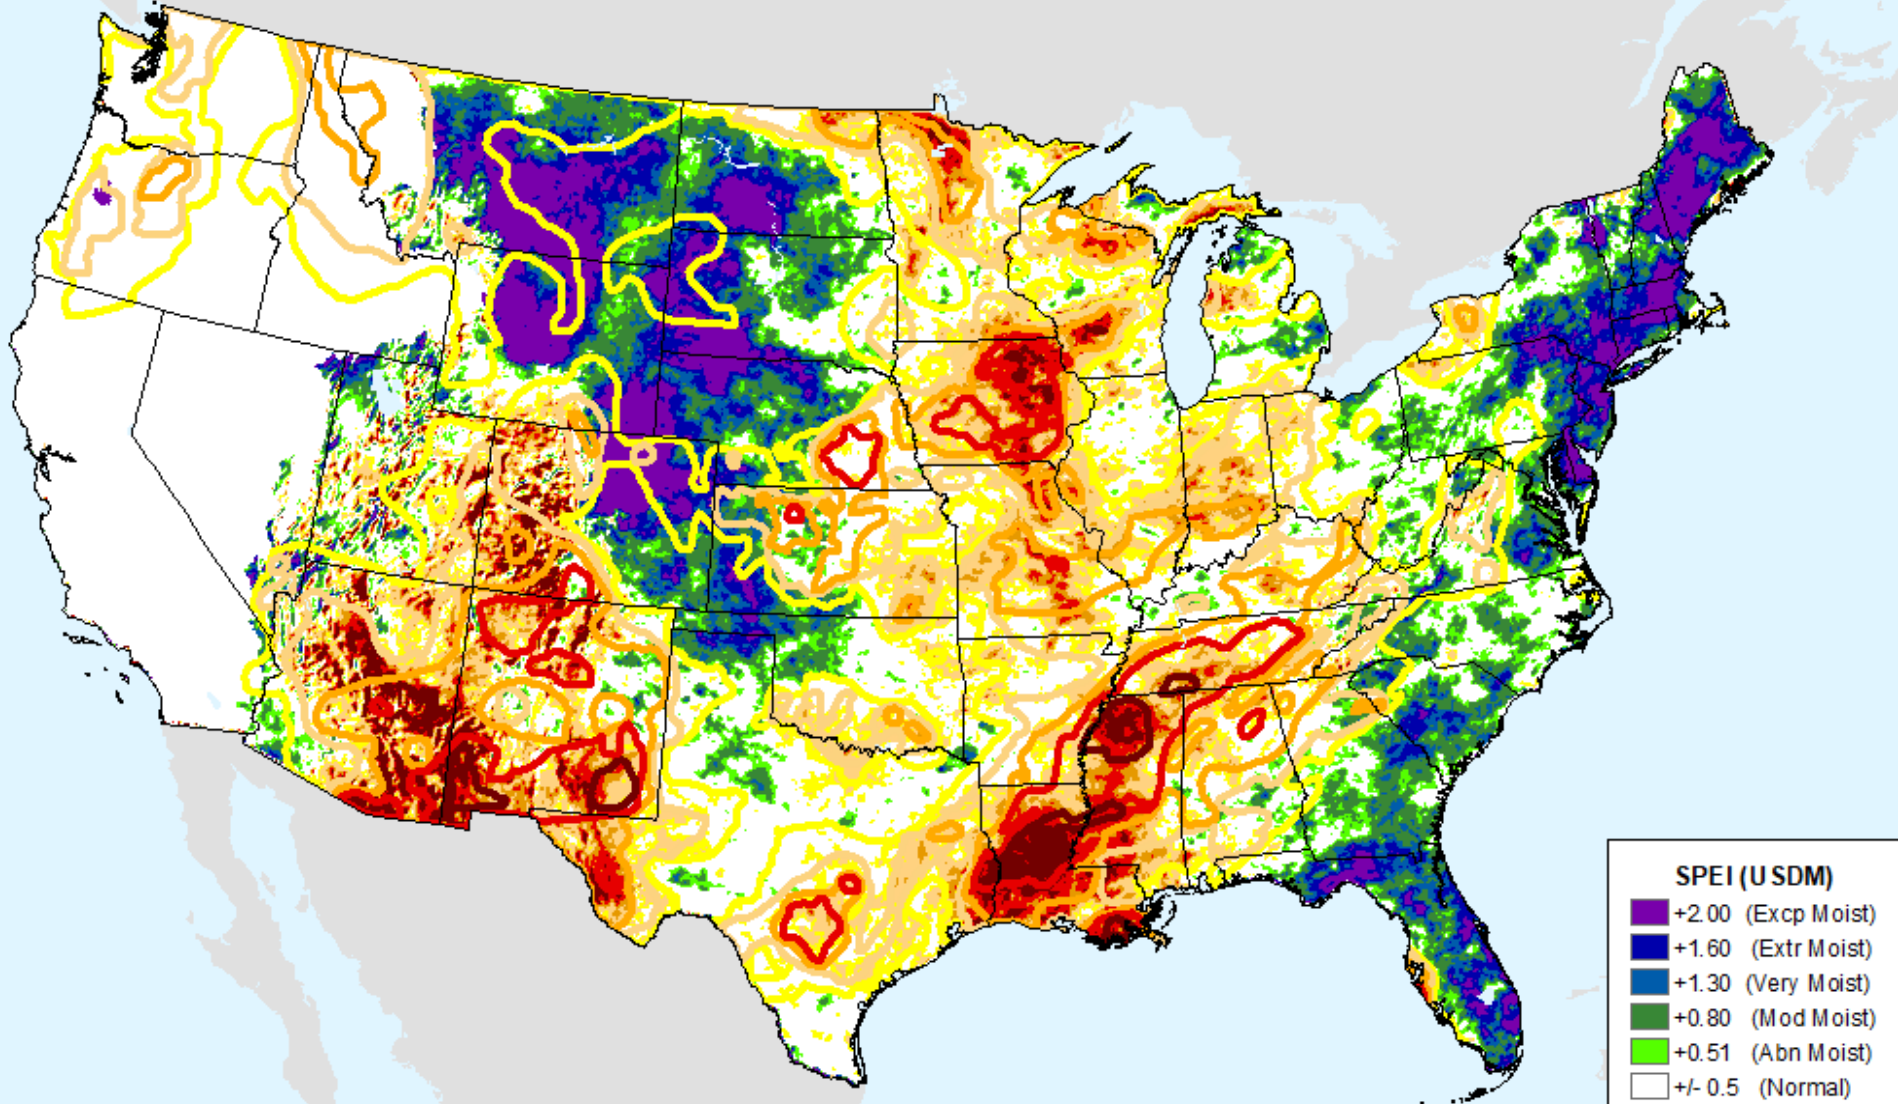 SPEI (USDM)
+2.00 (Excp Moist)
+1.60 (Extr Moist)
+1.30 (Very Moist)
+0.80 (Mod Moist)
+0.51 (Abn Moist)
+/- 0.5 (Normal)